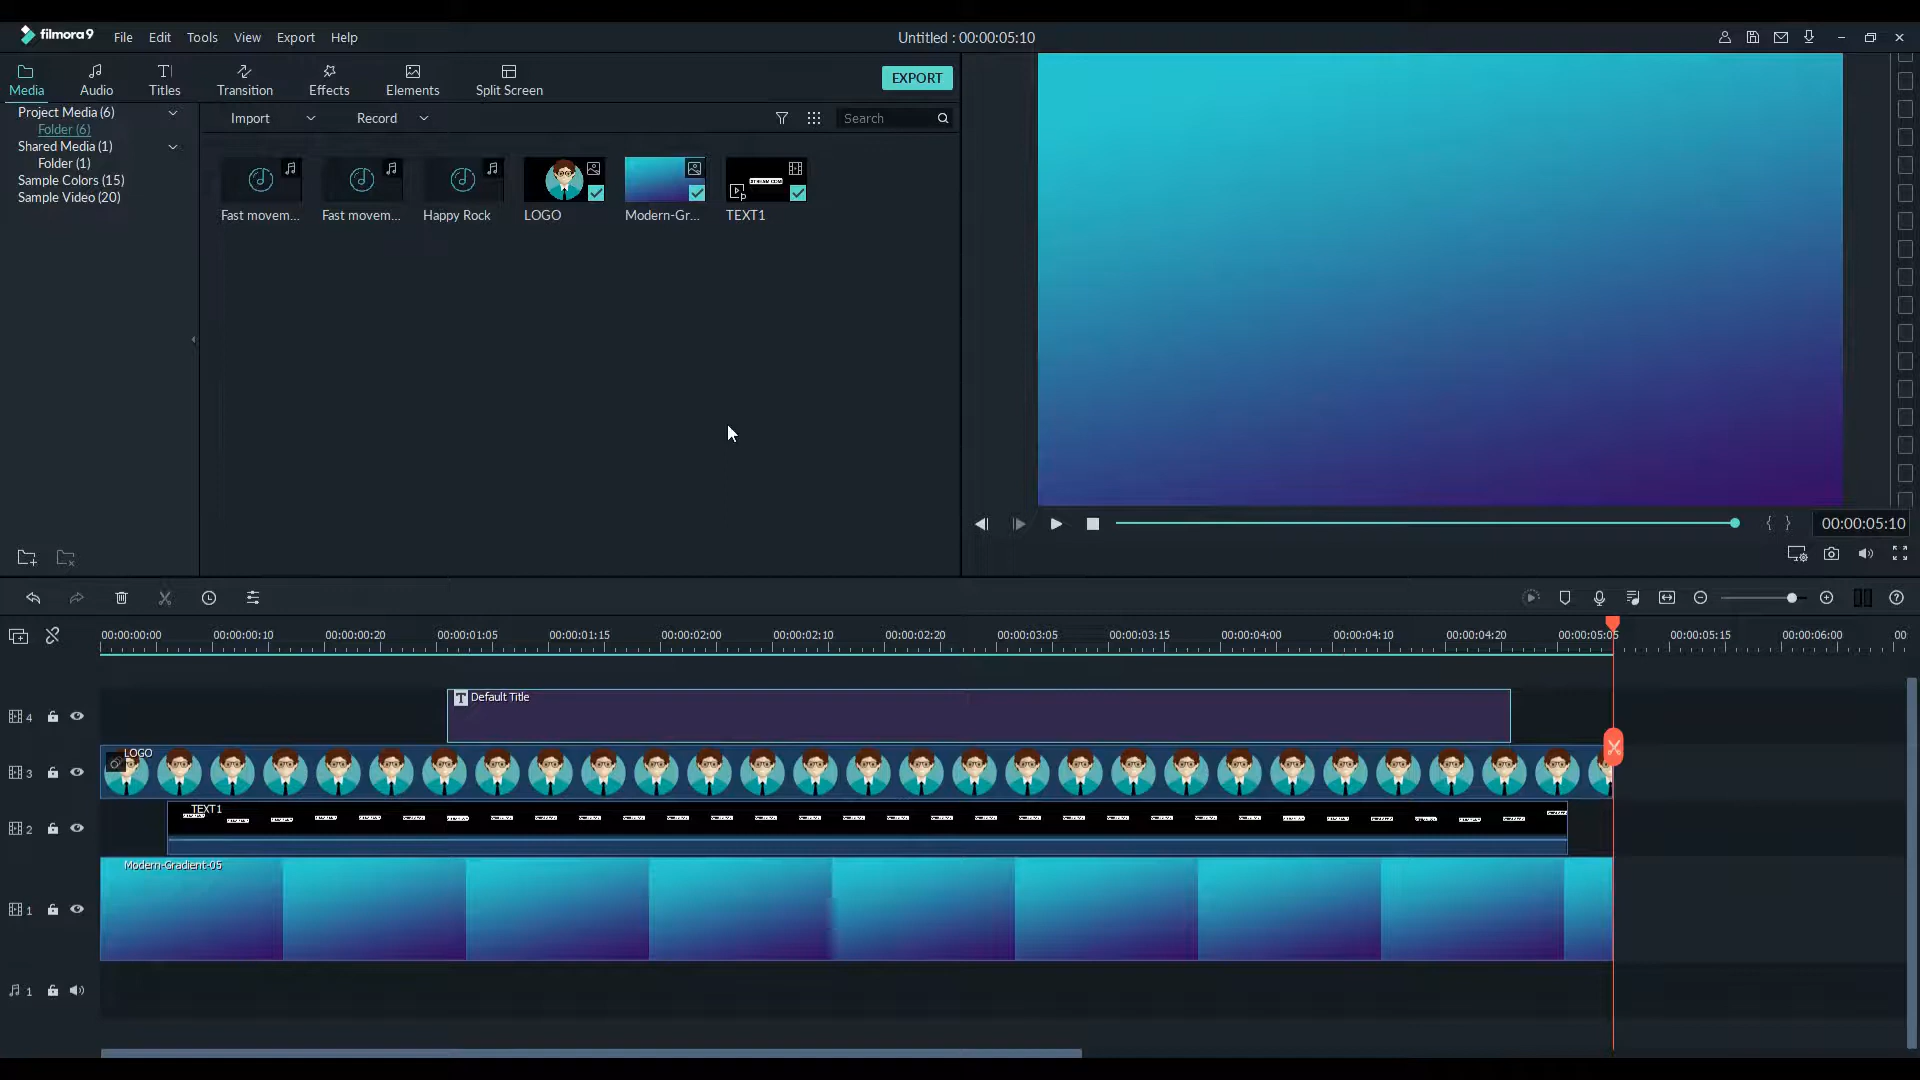 filmora9 File Edit Tools View Export Help Untitled : 00:00:05:10
Media Audio Titles Transition Effects Elements Split Screen EXPORT
Project Media (6)
Folder (6)
Shared Media (1)
Folder (1)
Sample Colors (15)
Sample Video (20)
Import Record Search
Fast movem... Fast movem... Happy Rock LOGO Modern-Gr... TEXT1
00:00:05:10
00:00:00:00 00:00:00:10 00:00:00:20 00:00:01:05 00:00:01:15 00:00:02:00 00:00:02:10 00:00:02:20 00:00:03:05 00:00:03:15 00:00:04:00 00:00:04:10 00:00:04:20 00:00:05:05 00:00:05:15 00:00:06:00 00
4 T Default Title
3 LOGO
2 TEXT1
1 Modern-Gradient-05
1